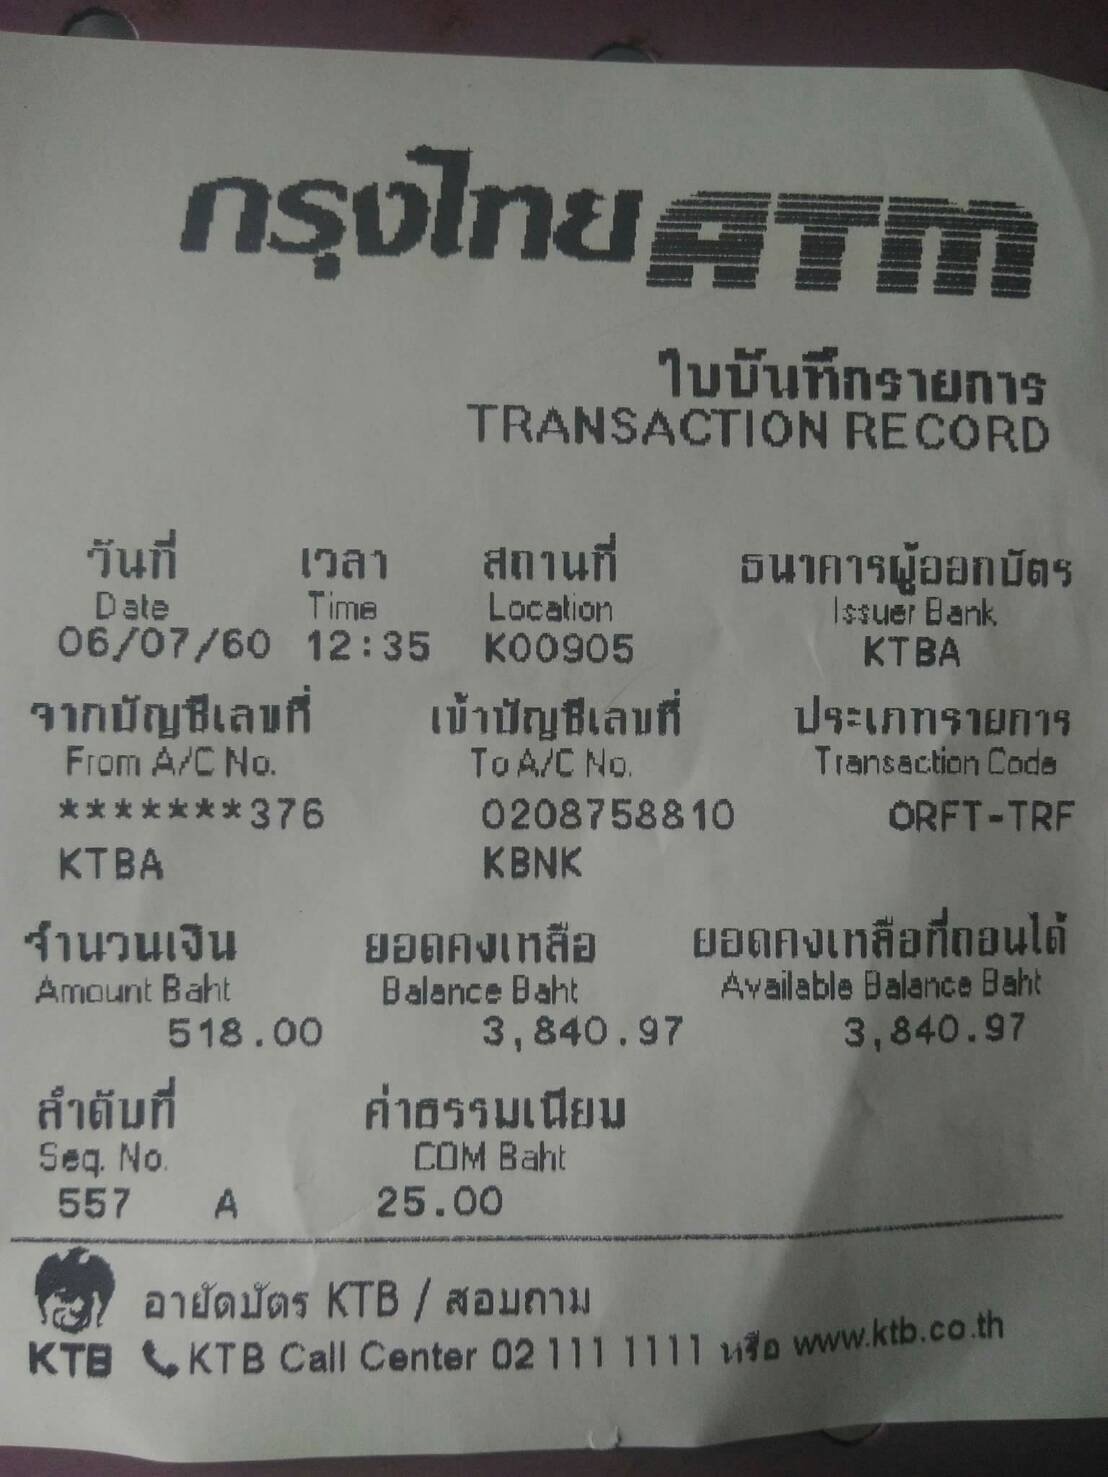 กรุงไทย ATM
ใบบันทึกรายการ
TRANSACTION RECORD
วันที่ เวลา สถานที่ ธนาคารผู้ออกบัตร
Date Time Location Issuer Bank
06/07/60 12:35 K00905 KTBA
จากบัญชีเลขที่ เข้าบัญชีเลขที่ ประเภทรายการ
From A/C No. To A/C No. Transaction Code
*******376 0208758810 ORFT-TRF
KTBA KBNK
จำนวนเงิน ยอดคงเหลือ ยอดคงเหลือที่ถอนได้
Amount Baht Balance Baht Available Balance Baht
518.00 3,840.97 3,840.97
ลำดับที่ ค่าธรรมเนียม
Seq. No. COM Baht
557 A 25.00
อายัดบัตร KTB / สอบถาม
KTB KTB Call Center 02 111 1111 หรือ www.ktb.co.th